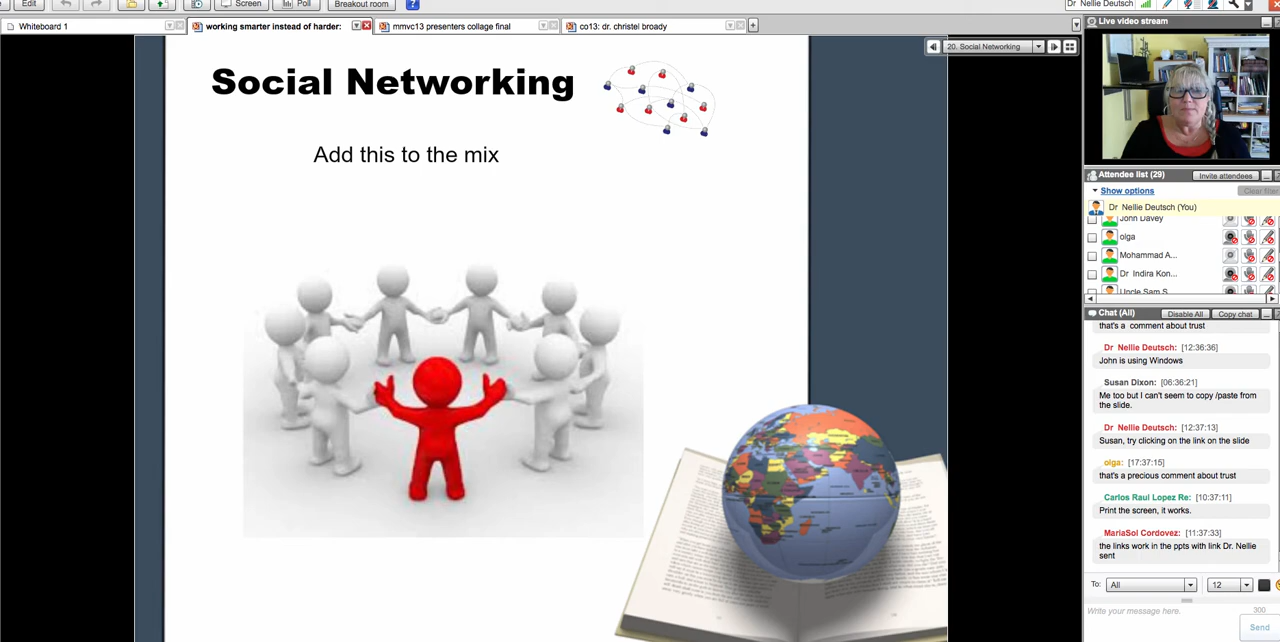 Edit
Screen
Poll
Breakout room
?
Dr Nellie Deutsch
Whiteboard 1
working smarter instead of harder:
mmvc13 presenters collage final
co13: dr. christel broady
20. Social Networking
Live video stream
Social Networking
Add this to the mix
Attendee list (29)
Invite attendees
Show options
Clear filter
Dr Nellie Deutsch (You)
John Davey
olga
Mohammad A...
Dr Indira Kon...
Uncle Sam S
Chat (All)
Disable All
Copy chat
that's a comment about trust
Dr Nellie Deutsch: [12:36:36]
John is using Windows
Susan Dixon: [06:36:21]
Me too but I can't seem to copy /paste from
the slide.
Dr Nellie Deutsch: [12:37:13]
Susan, try clicking on the link on the slide
olga: [17:37:15]
that's a precious comment about trust
Carlos Raul Lopez Re: [10:37:11]
Print the screen, it works.
MariaSol Cordovez: [11:37:33]
the links work in the ppts with link Dr. Nellie
sent
To:
All
12
Write your message here.
300
Send